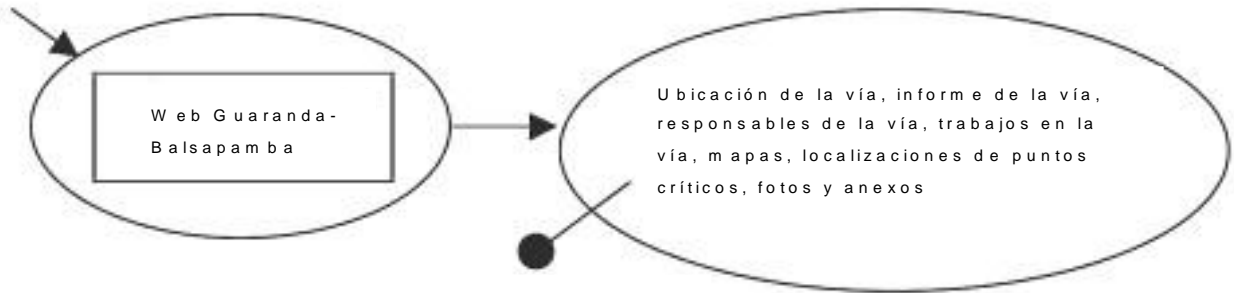 Web Guaranda-
Balsapamba
Ubicación de la vía, informe de la vía,
responsables de la vía, trabajos en la
vía, mapas, localizaciones de puntos
críticos, fotos y anexos